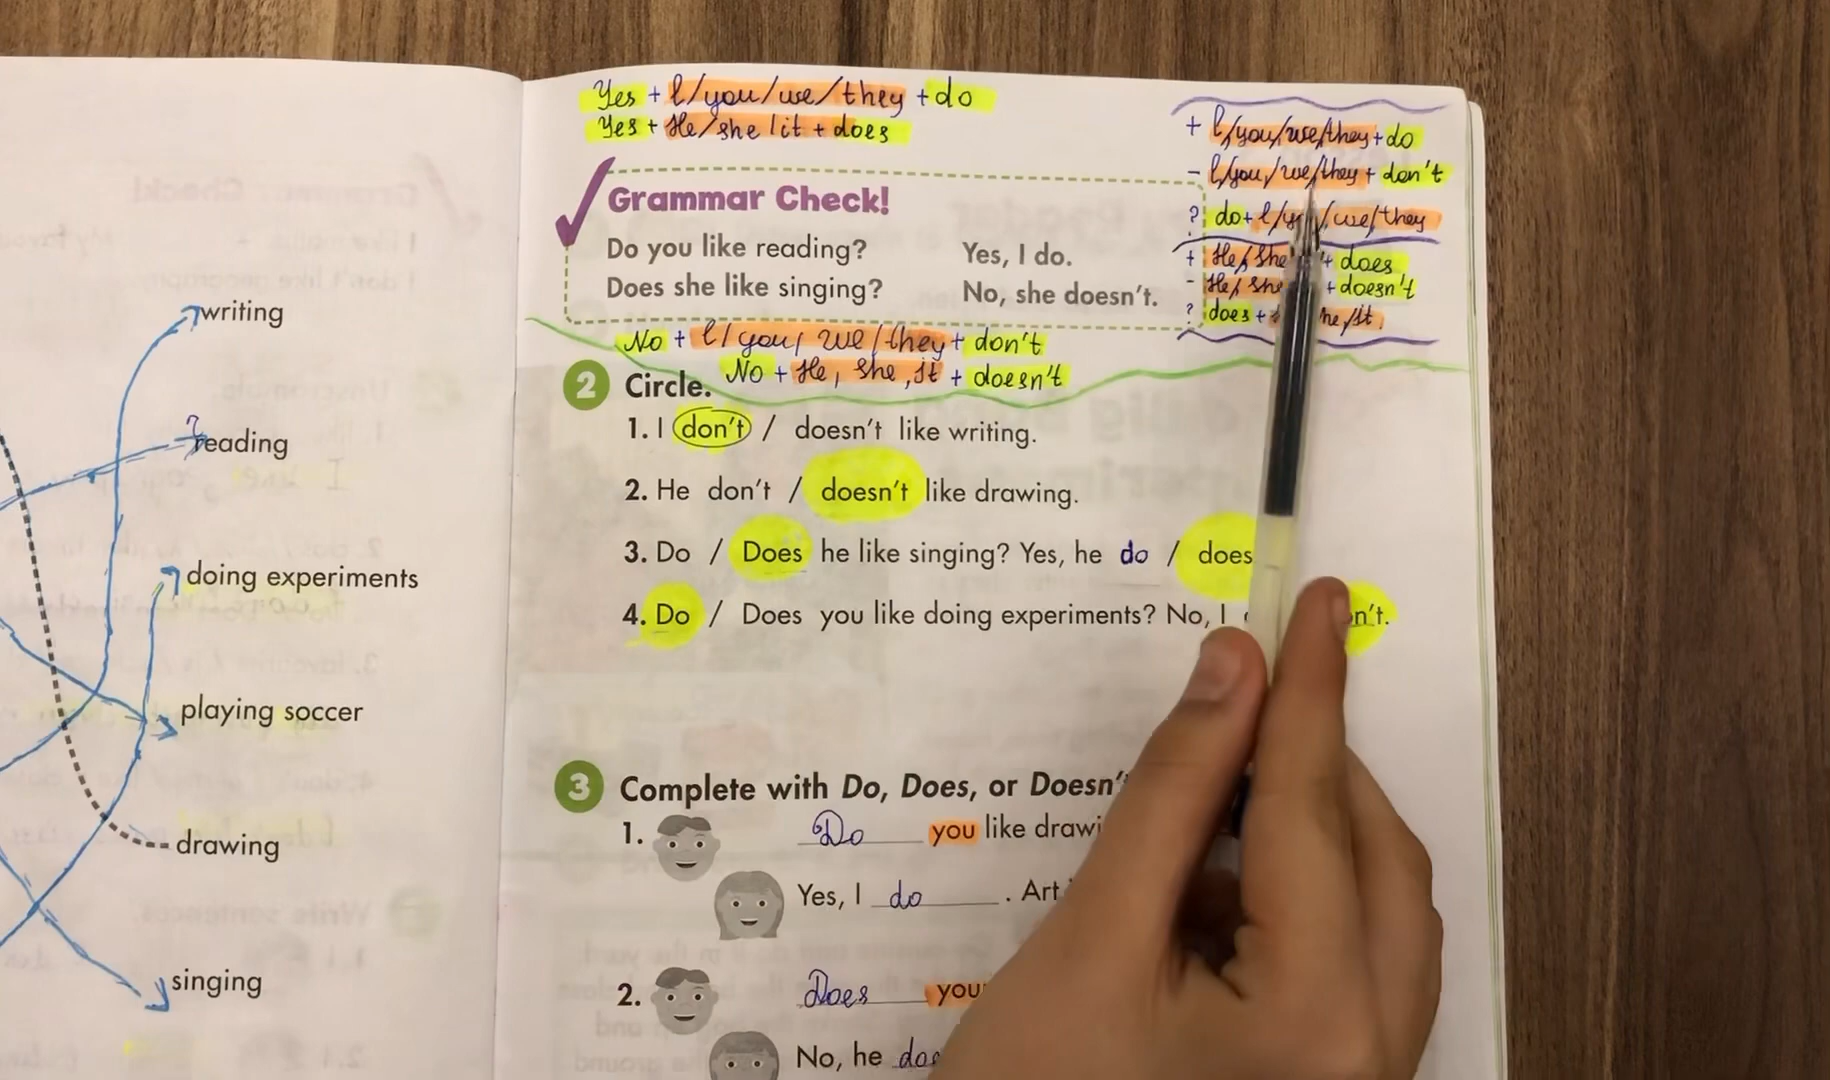 writing
reading
doing experiments
playing soccer
drawing
singing
Yes + I/you/we/they + do
Yes + He/she/it + does
+ I/you/we/they + do
- I/you/we/they + don't
? do + I/you/we/they
+ He/she + does
- He/she + doesn't
? does + he/it
Grammar Check!
Do you like reading? Yes, I do.
Does she like singing? No, she doesn't.
No + I/you/we/they + don't
No + He, she, it + doesn't
2 Circle.
1. I don't / doesn't like writing.
2. He don't / doesn't like drawing.
3. Do / Does he like singing? Yes, he do / does
4. Do / Does you like doing experiments? No, I
3 Complete with Do, Does, or Doesn't
1. Do you like
Yes, I do. Art
2. Does your
No, he